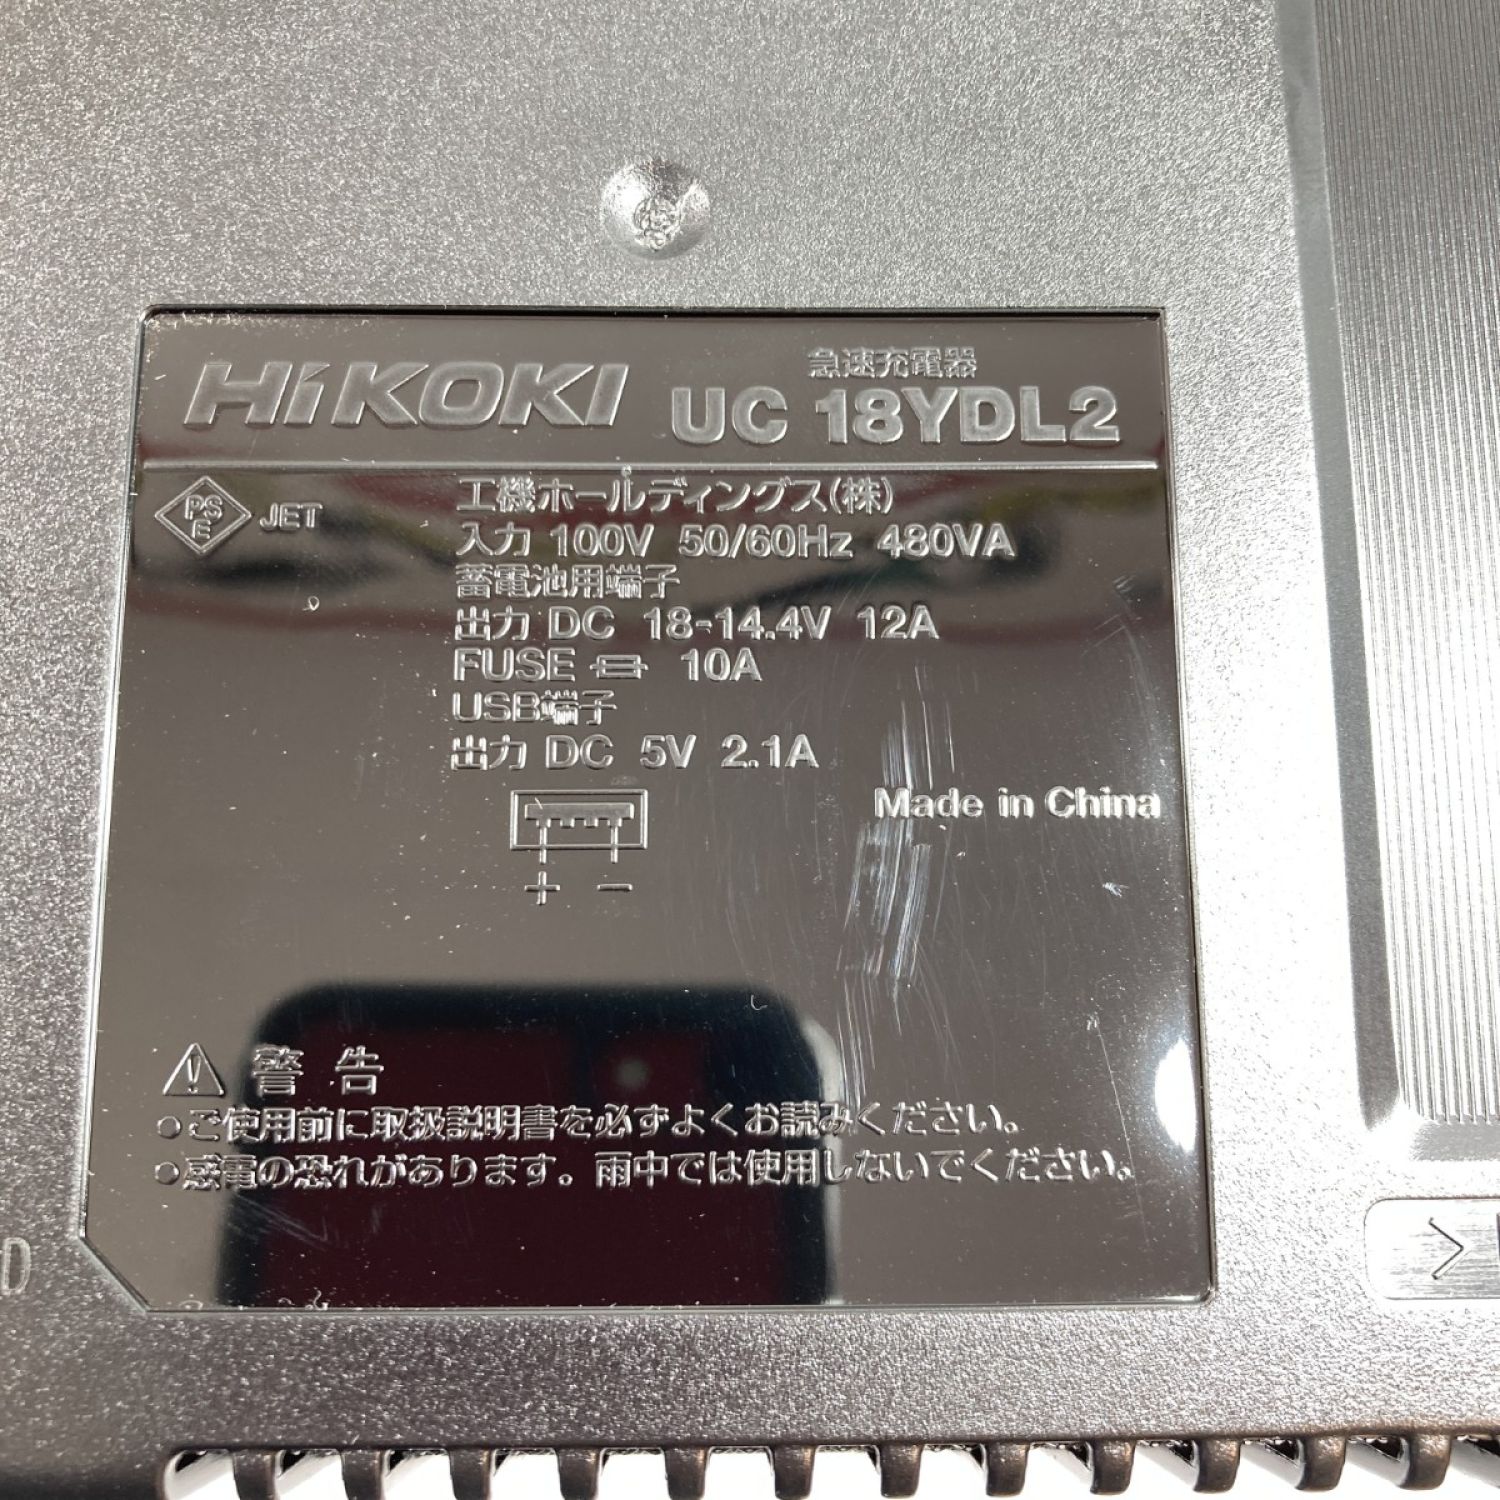 HiKOKI
急速充電器
UC 18YDL2
PS
E
JET
工機ホールディングス(株)
入力 100V 50/60Hz 480VA
蓄電池用端子
出力 DC 18-14.4V 12A
FUSE 10A
USB端子
出力 DC 5V 2.1A
Made in China
+ −
警告
●ご使用前に取扱説明書を必ずよくお読みください。
●感電の恐れがあります。雨中では使用しないでください。
D
>